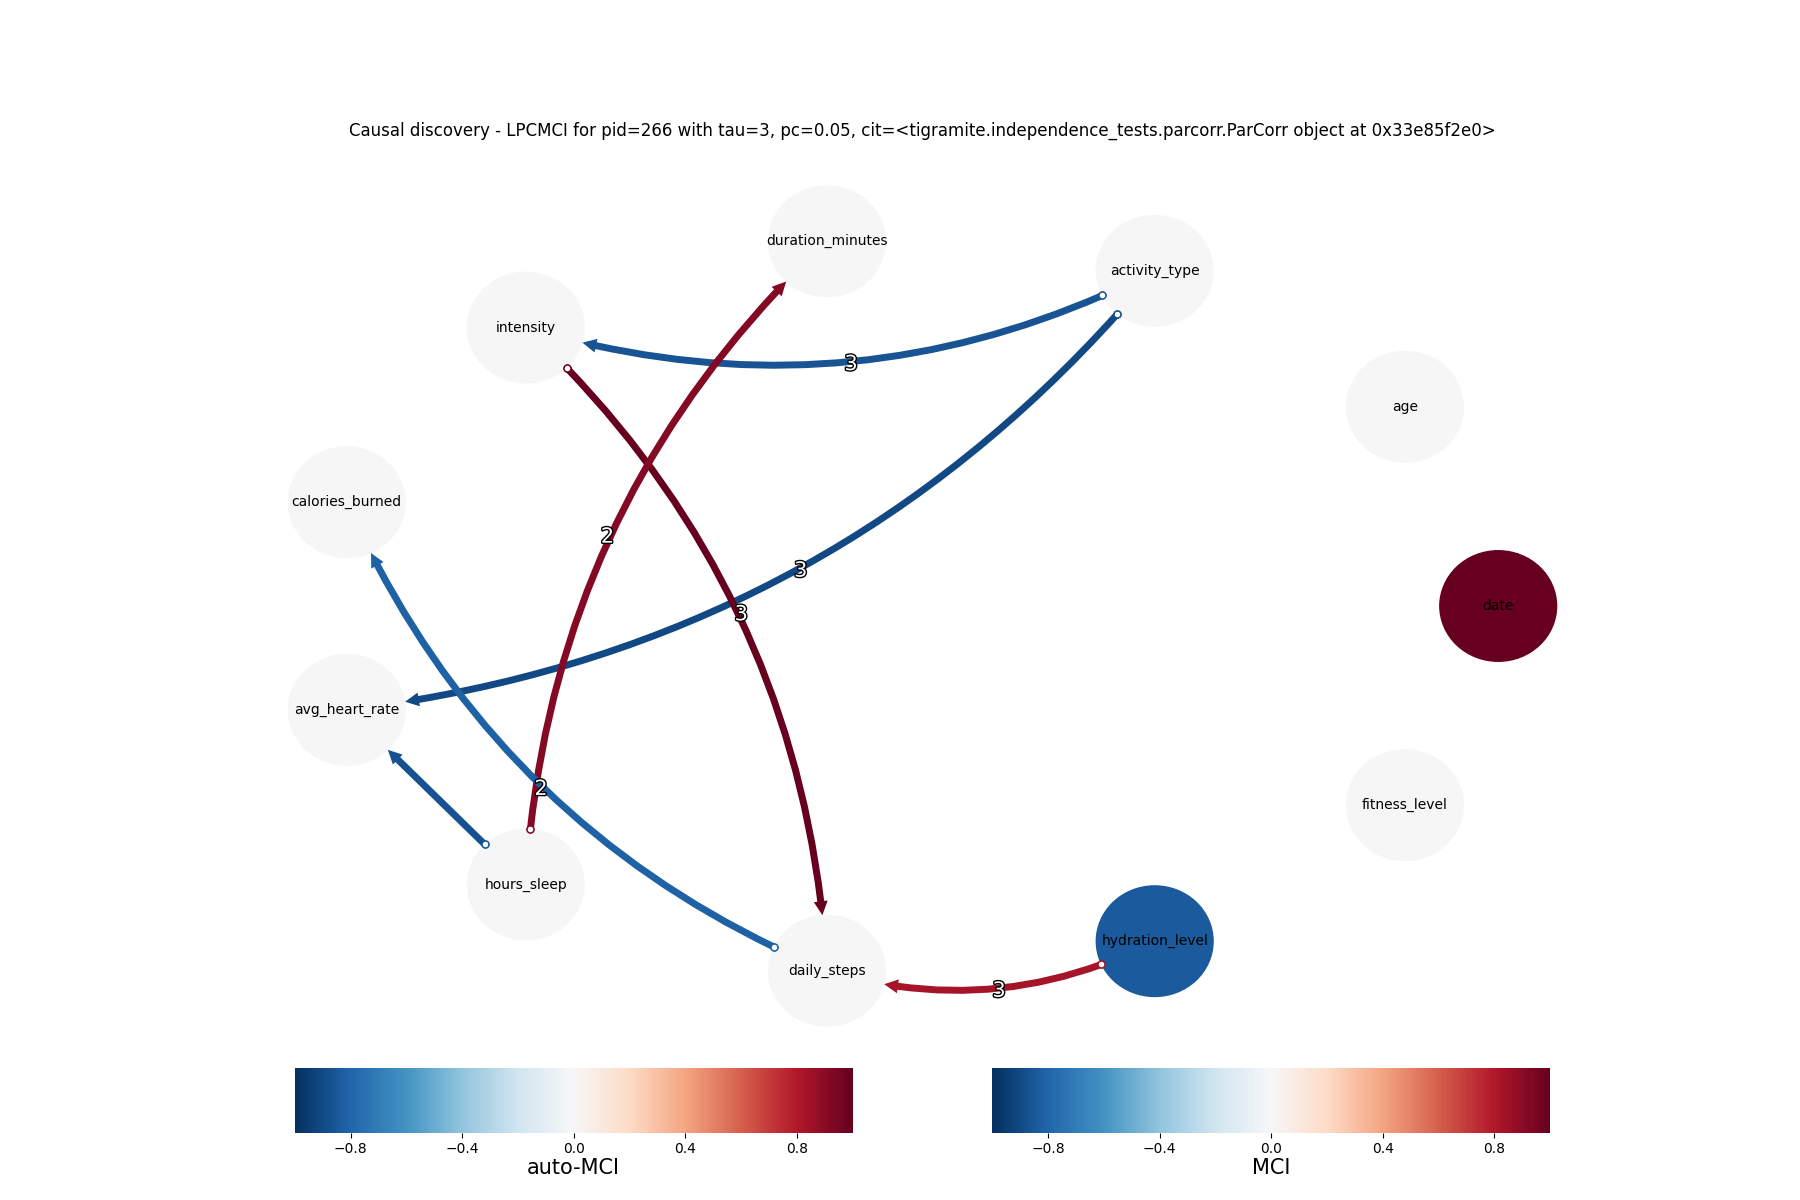 Causal discovery - LPCMCI for pid=266 with tau=3, pc=0.05, cit=<tigramite.independence_tests.parcorr.ParCorr object at 0x33e85f2e0>
duration_minutes
activity_type
intensity
3
age
calories_burned
2
3
date
3
avg_heart_rate
2
fitness_level
hours_sleep
hydration_level
daily_steps
3
−0.8 −0.4 0.0 0.4 0.8
auto-MCI
−0.8 −0.4 0.0 0.4 0.8
MCI